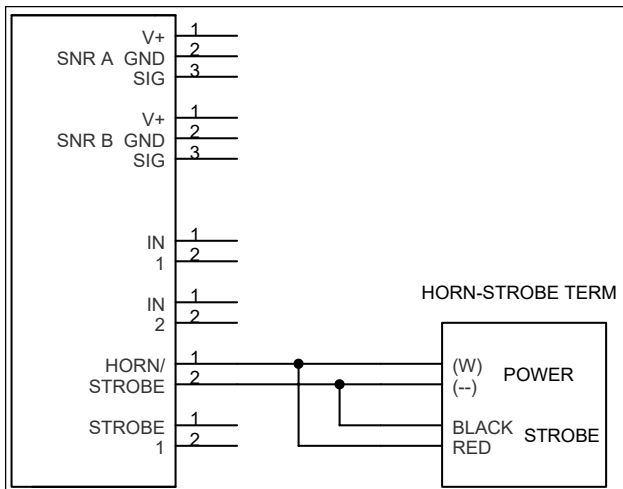 V+ 1
SNR A GND 2
SIG 3
V+ 1
SNR B GND 2
SIG 3
IN 1
1 2
IN 1
2 2
HORN-STROBE TERM
HORN/ 1
STROBE 2
(W)
(--)
POWER
STROBE 1
1 2
BLACK
RED
STROBE